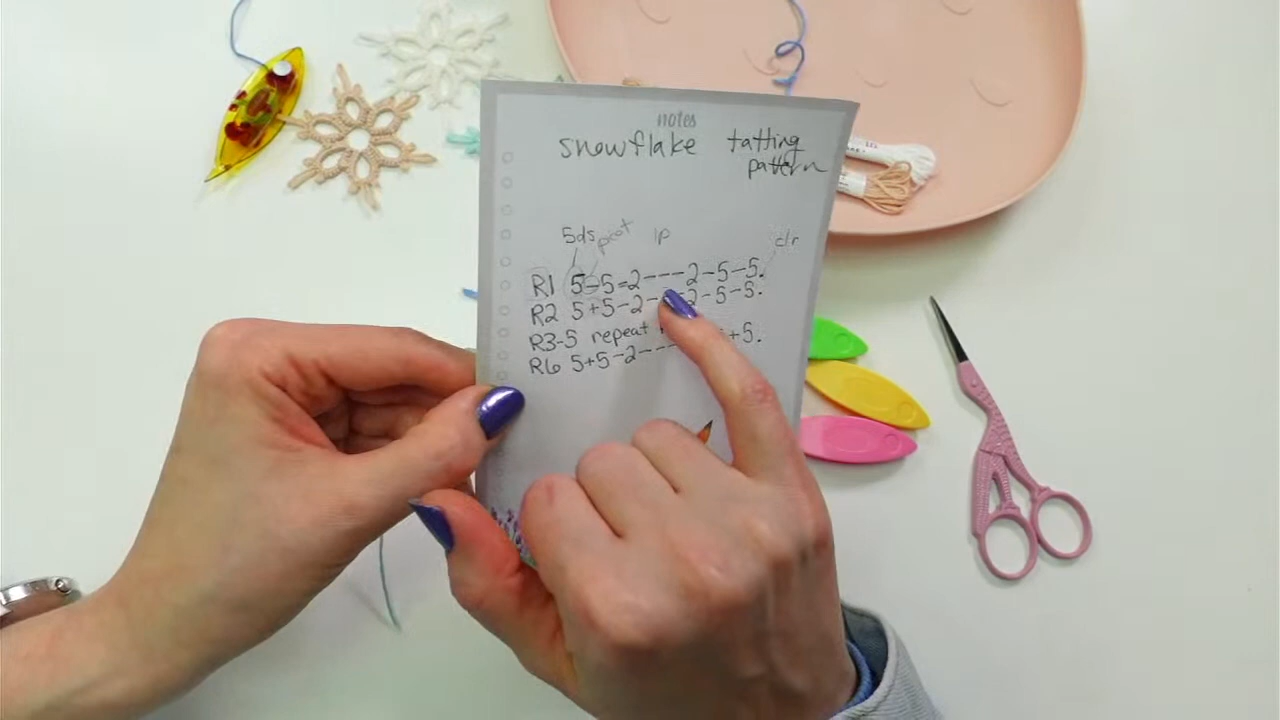 notes
snowflake tatting
pattern
5ds picot lp clr
R1 5-5-2---2-5-5.
R2 5+5-2- -2-5-5.
R3-5 repeat +5.
R6 5+5-2---